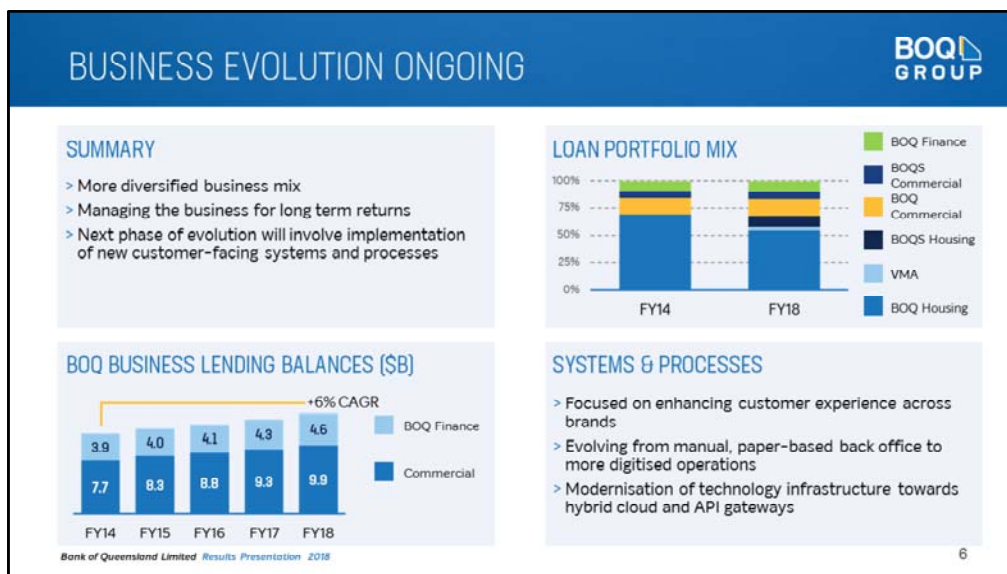 BUSINESS EVOLUTION ONGOING
BOQ
GROUP
SUMMARY
> More diversified business mix
> Managing the business for long term returns
> Next phase of evolution will involve implementation
of new customer-facing systems and processes
LOAN PORTFOLIO MIX
100%
75%
50%
25%
0%
FY14
FY18
BOQ Finance
BOQS
Commercial
BOQ
Commercial
BOQS Housing
VMA
BOQ Housing
BOQ BUSINESS LENDING BALANCES ($B)
+6% CAGR
3.9
4.0
4.1
4.3
4.6
7.7
8.3
8.8
9.3
9.9
FY14
FY15
FY16
FY17
FY18
BOQ Finance
Commercial
SYSTEMS & PROCESSES
> Focused on enhancing customer experience across
brands
> Evolving from manual, paper-based back office to
more digitised operations
> Modernisation of technology infrastructure towards
hybrid cloud and API gateways
Bank of Queensland Limited Results Presentation 2018
6